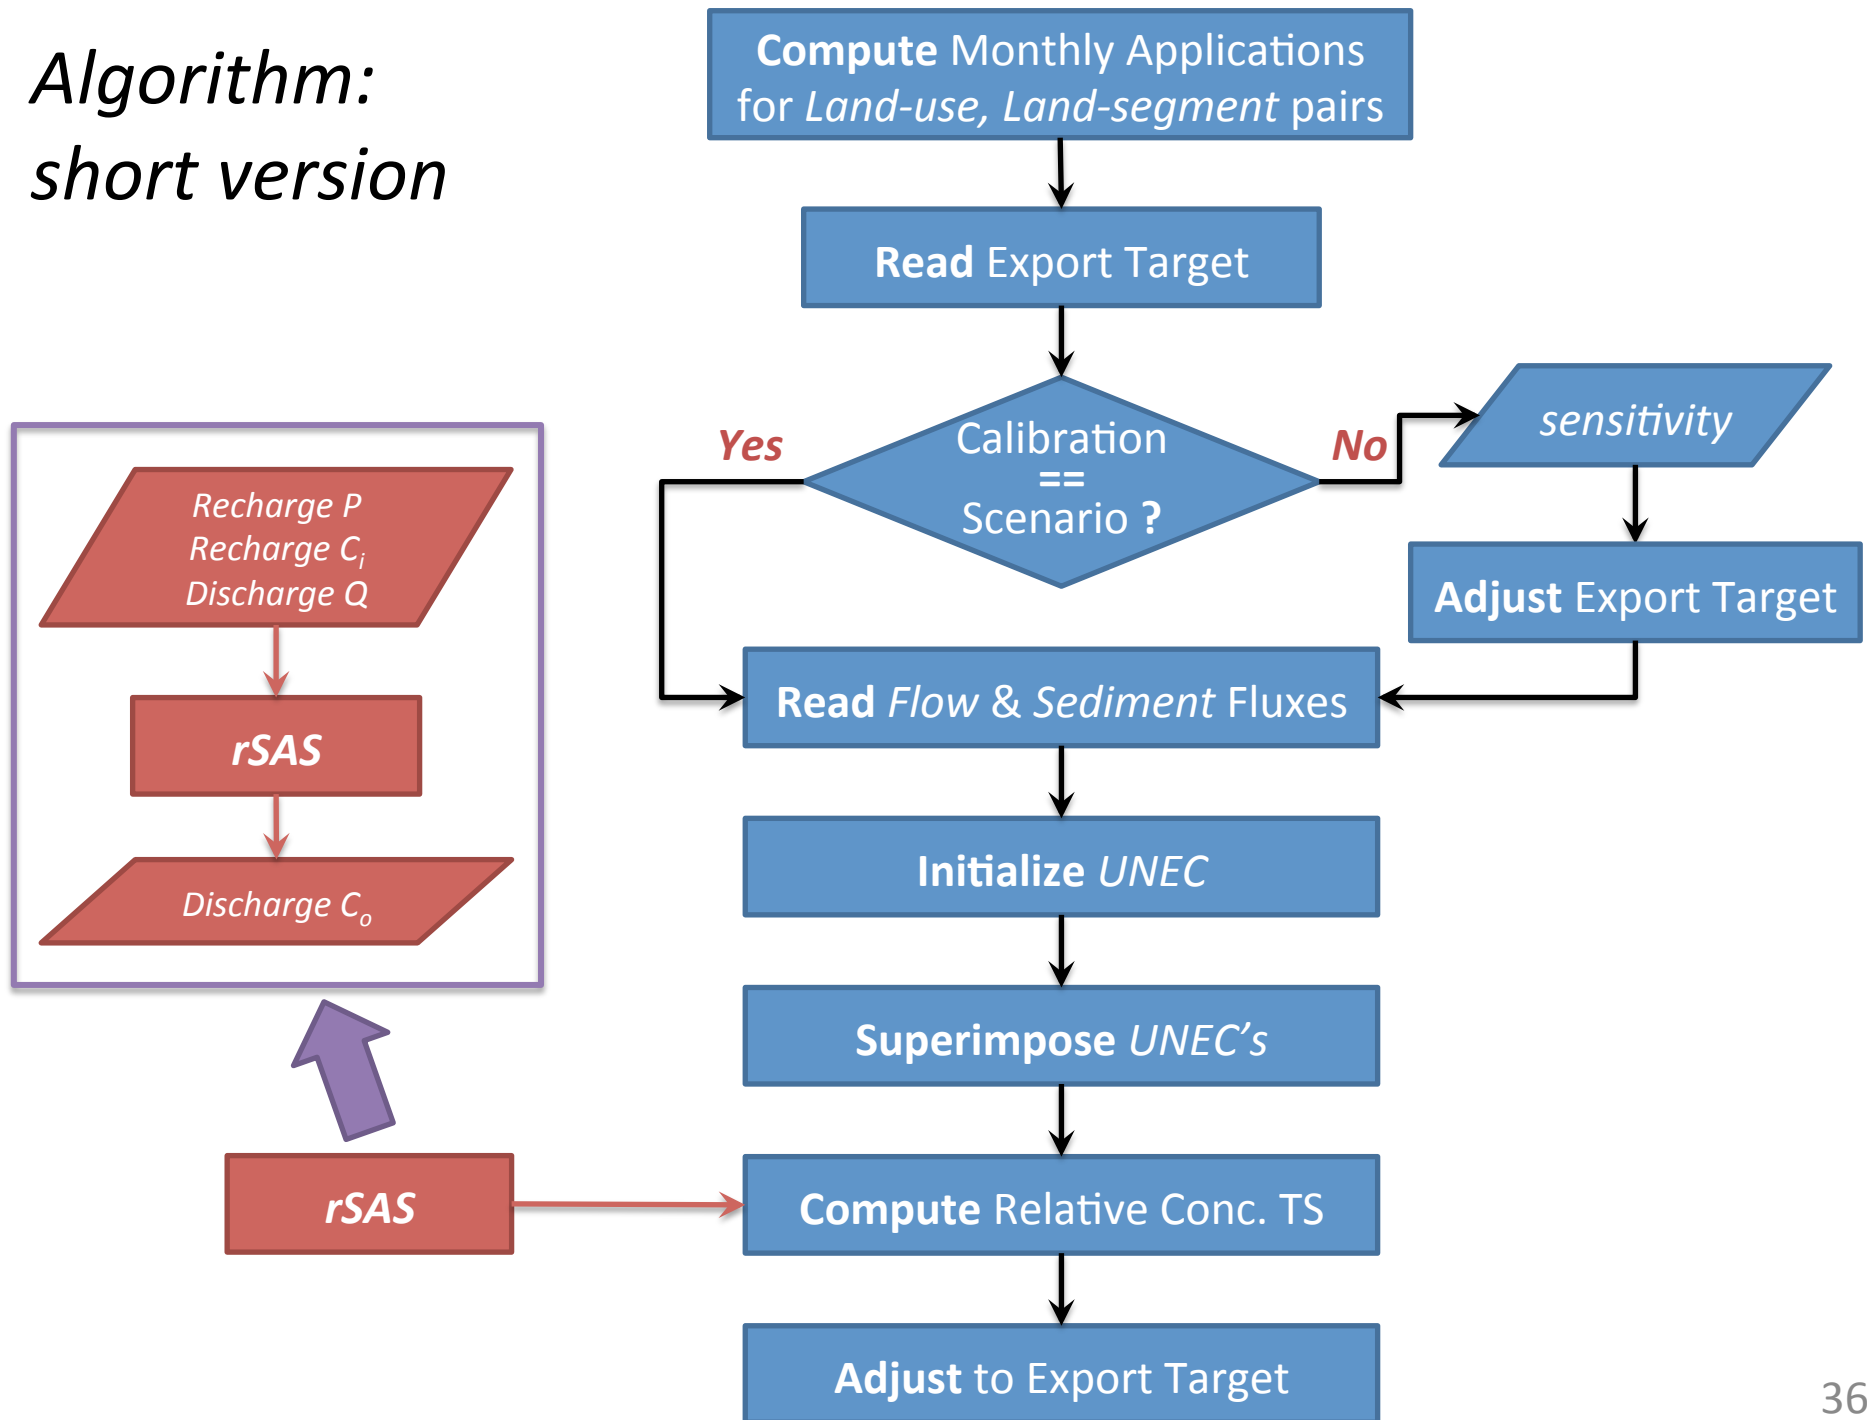 Algorithm:
short version
Compute Monthly Applications
for Land-use, Land-segment pairs
Read Export Target
Calibration
==
Scenario ?
Yes
No
sensitivity
Adjust Export Target
Read Flow & Sediment Fluxes
Initialize UNEC
Superimpose UNEC's
Compute Relative Conc. TS
Adjust to Export Target
Recharge P
Recharge Ci
Discharge Q
rSAS
Discharge Co
rSAS
36